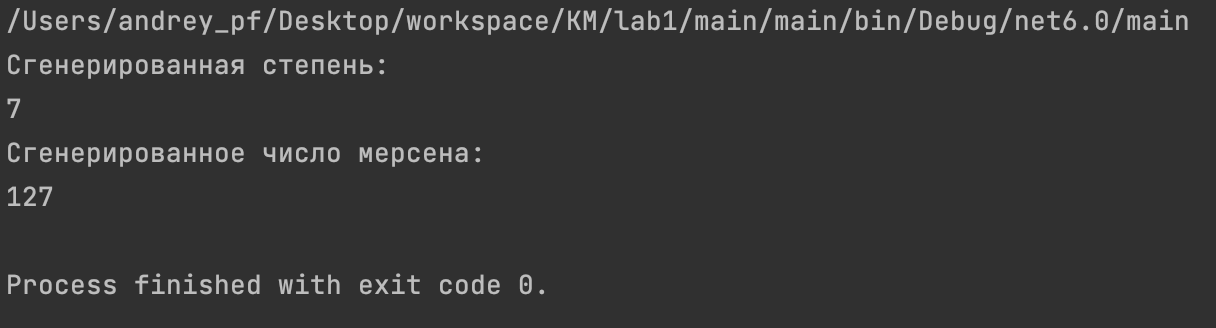 /Users/andrey_pf/Desktop/workspace/KM/lab1/main/main/bin/Debug/net6.0/main
Сгенерированная степень:
7
Сгенерированное число мерсена:
127
Process finished with exit code 0.